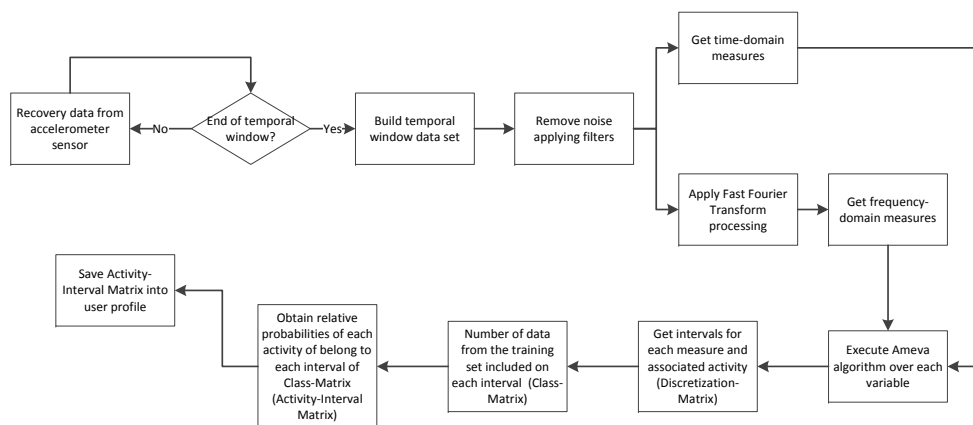 Recovery data from
accelerometer
sensor
No
End of temporal
window?
Yes
Build temporal
window data set
Remove noise
applying filters
Get time-domain
measures
Apply Fast Fourier
Transform
processing
Get frequency-
domain measures
Execute Ameva
algorithm over each
variable
Get intervals for
each measure and
associated activity
(Discretization-
Matrix)
Number of data
from the training
set included on
each interval (Class-
Matrix)
Obtain relative
probabilities of each
activity of belong to
each interval of
Class-Matrix
(Activity-Interval
Matrix)
Save Activity-
Interval Matrix into
user profile